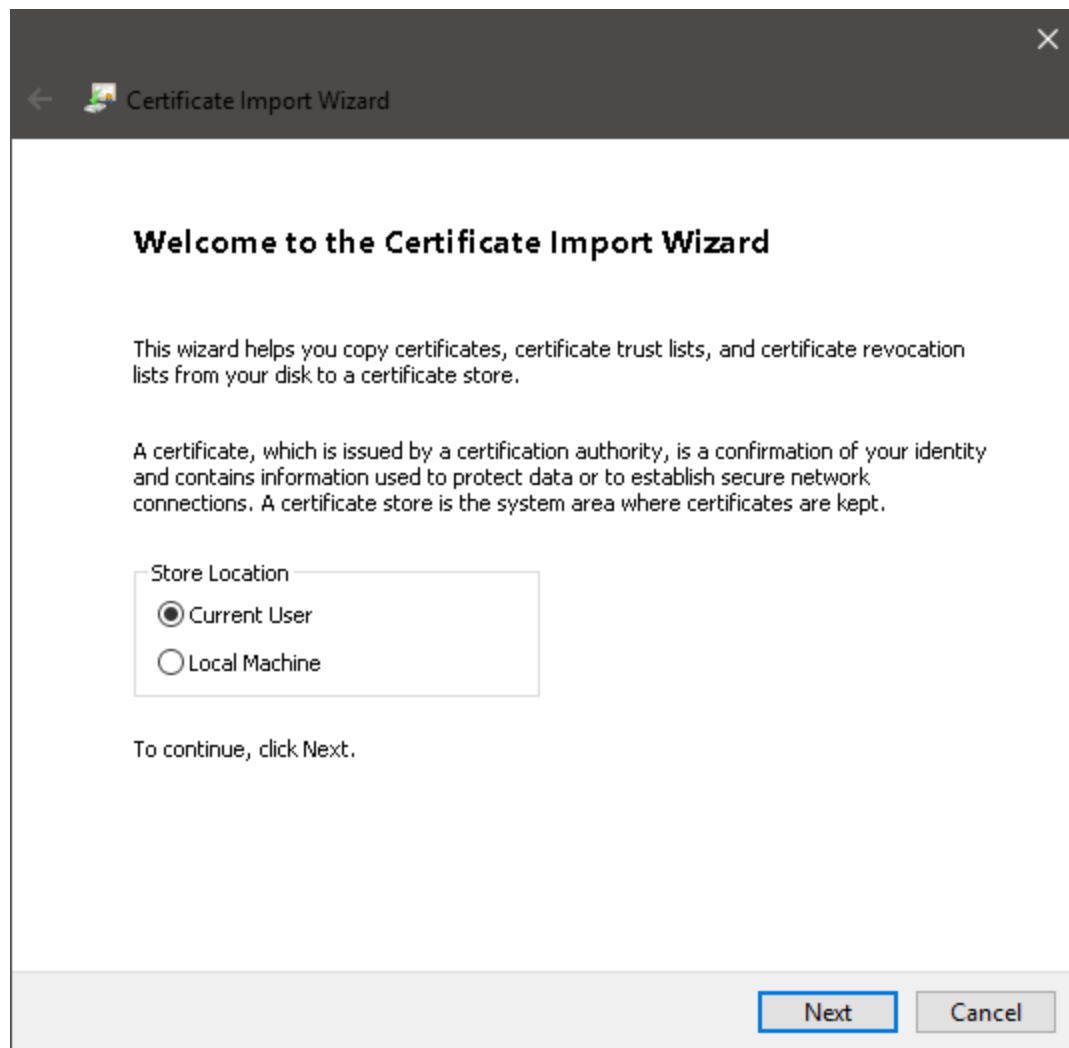 Certificate Import Wizard
Welcome to the Certificate Import Wizard
This wizard helps you copy certificates, certificate trust lists, and certificate revocation
lists from your disk to a certificate store.
A certificate, which is issued by a certification authority, is a confirmation of your identity
and contains information used to protect data or to establish secure network
connections. A certificate store is the system area where certificates are kept.
Store Location
Current User
Local Machine
To continue, click Next.
Next
Cancel